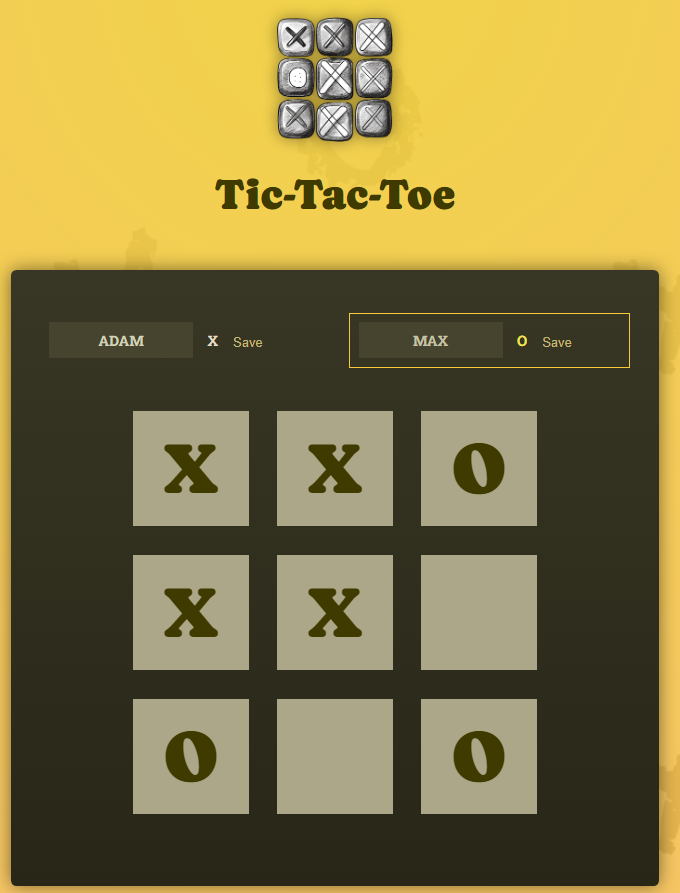 Tic-Tac-Toe
ADAM X Save MAX O Save
X X O
X X
O O